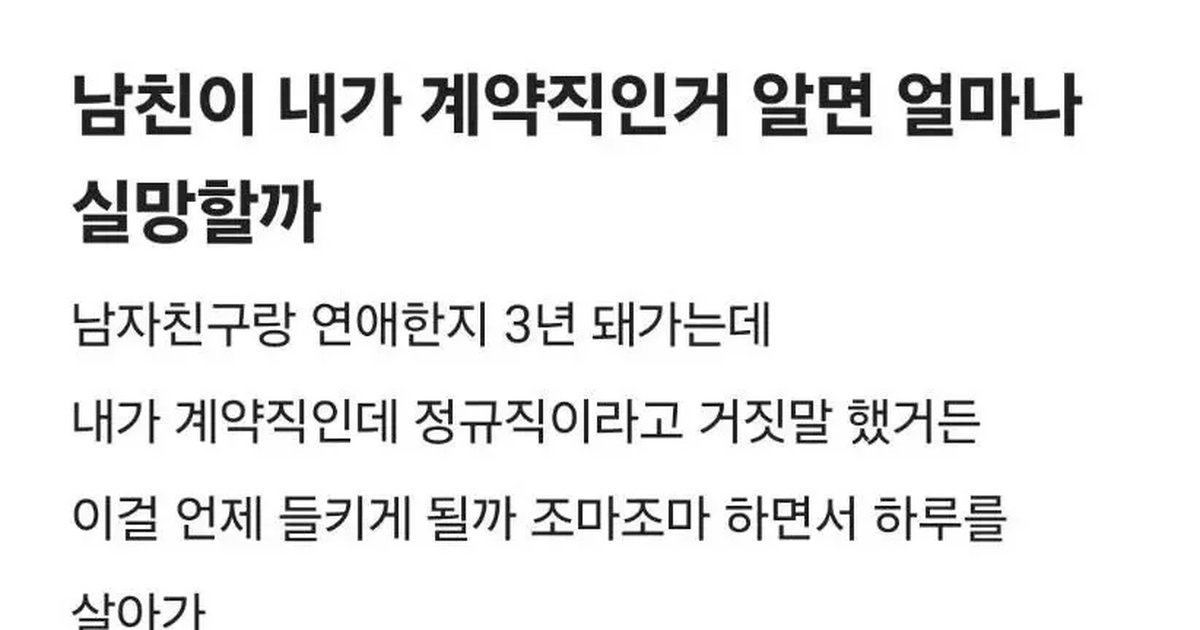 남친이 내가 계약직인거 알면 얼마나
실망할까
남자친구랑 연애한지 3년 돼가는데
내가 계약직인데 정규직이라고 거짓말 했거든
이걸 언제 들키게 될까 조마조마 하면서 하루를
살아가